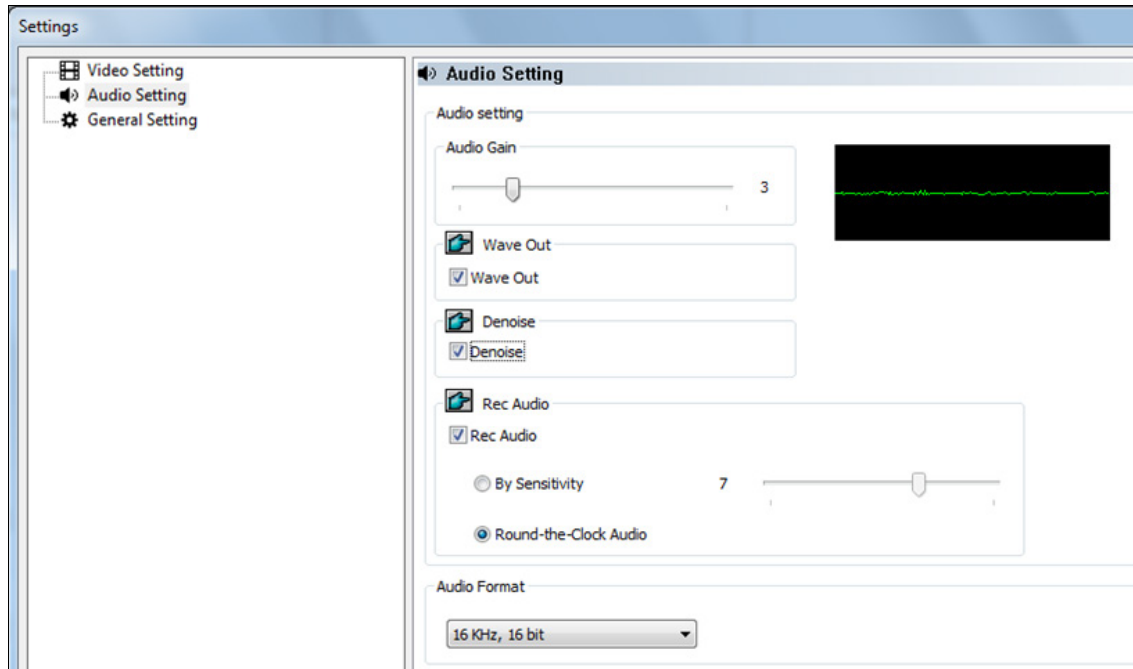 Settings
Video Setting
Audio Setting
General Setting
Audio Setting
Audio setting
Audio Gain
3
Wave Out
Wave Out
Denoise
Denoise
Rec Audio
Rec Audio
By Sensitivity 7
Round-the-Clock Audio
Audio Format
16 KHz, 16 bit